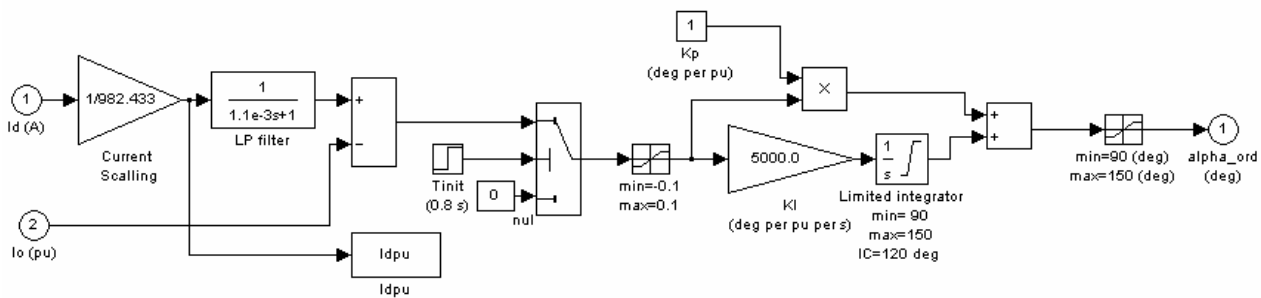 1
Id (A)
1/982.433
Current
Scalling
1
1.1e-3s+1
LP filter
+
−
2
Io (pu)
Idpu
Idpu
Tinit
(0.8 s)
0
nul
min=-0.1
max=0.1
1
Kp
(deg per pu)
×
5000.0
KI
(deg per pu per s)
1
s
Limited integrator
min= 90
max=150
IC=120 deg
+
+
min=90 (deg)
max=150 (deg)
1
alpha_ord
(deg)